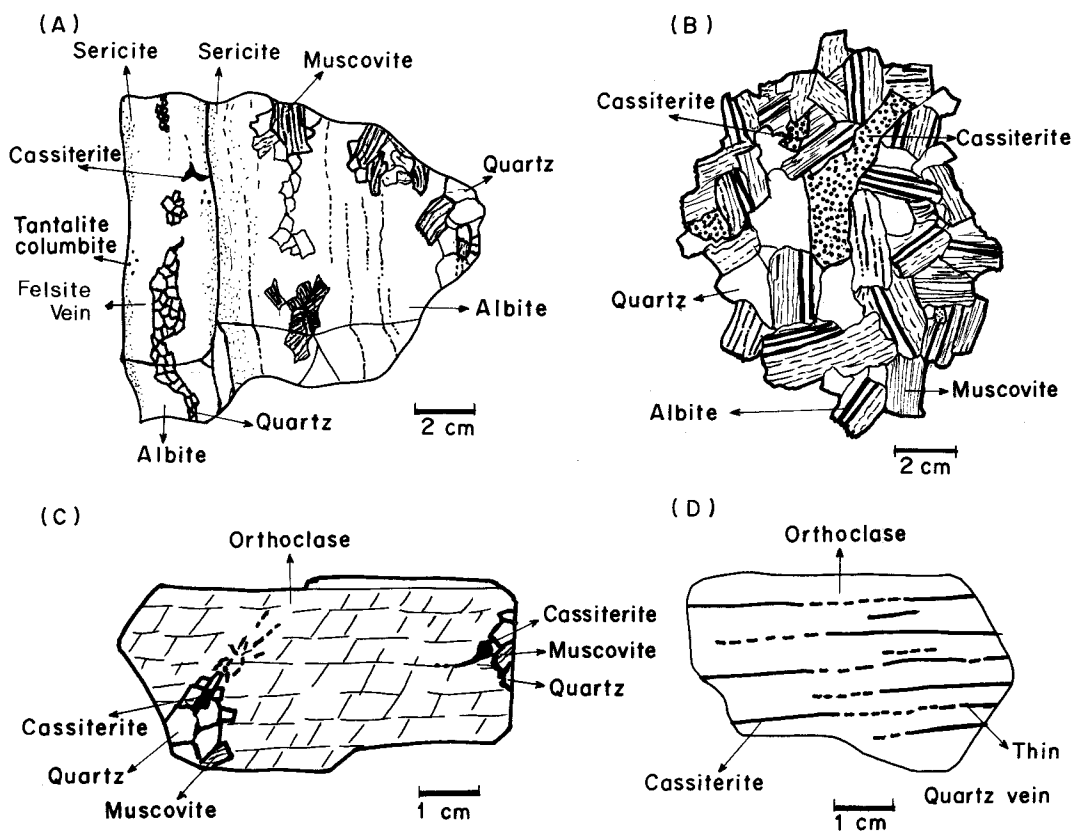 (A)
Sericite
Sericite
Muscovite
Cassiterite
Quartz
Tantalite
columbite
Felsite
Vein
Albite
Quartz
Albite
2 cm
(B)
Cassiterite
Cassiterite
Quartz
Muscovite
Albite
2 cm
(C)
Orthoclase
Cassiterite
Muscovite
Quartz
Cassiterite
Quartz
Muscovite
1 cm
(D)
Orthoclase
Thin
Cassiterite
Quartz vein
1 cm